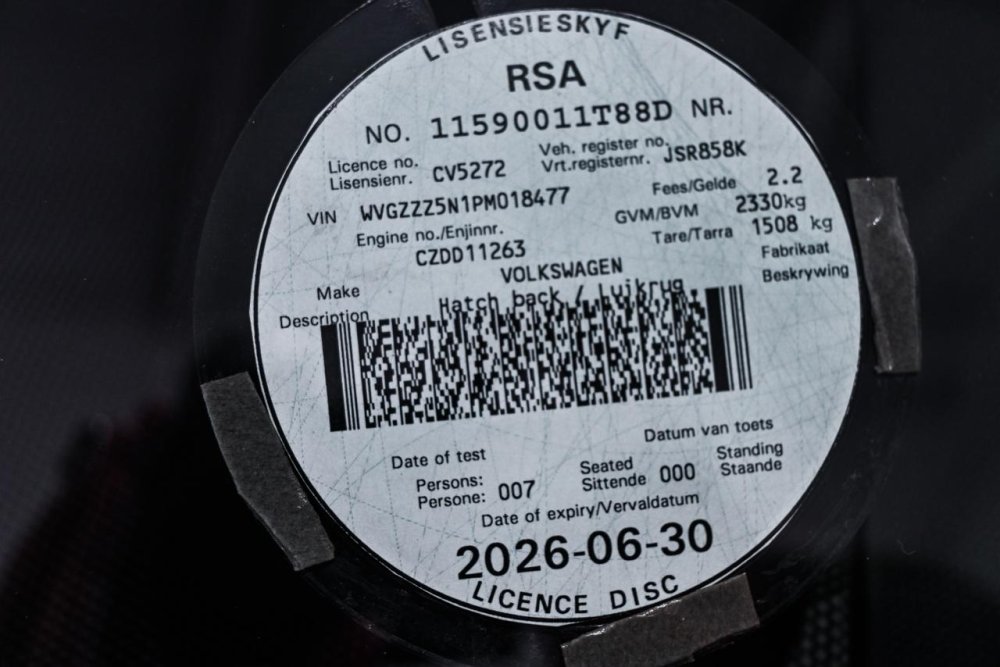 LISENSIESKYF
RSA
NO. 11590011T88D NR.
Licence no. Veh. register no.
Lisensienr. CV5272 Vrt.registernr. JSR858K
VIN WVGZZZ5N1PM018477 Fees/Gelde 2.2
Engine no./Enjinnr. GVM/BVM 2330kg
CZDD11263 Tare/Tarra 1508 kg
Make VOLKSWAGEN Fabrikaat
Description Hatch back / Luikrug Beskrywing
Date of test Datum van toets
Persons: Seated Standing
Persone: 007 Sittende 000 Staande
Date of expiry/Vervaldatum
2026-06-30
LICENCE DISC